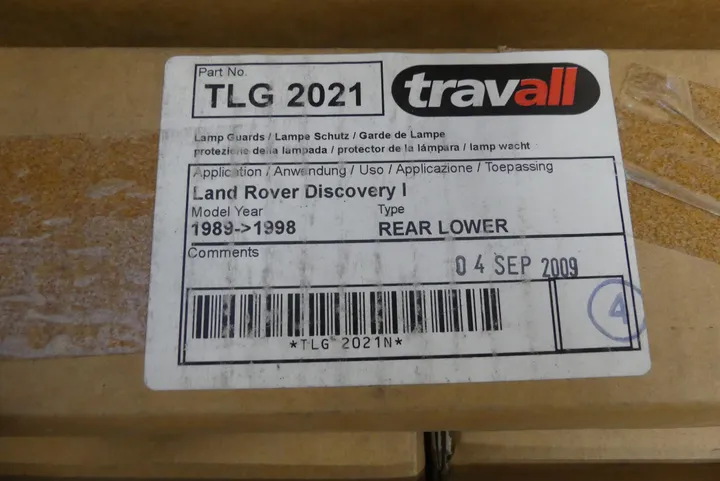 Part No.
TLG 2021
travall
Lamp Guards / Lampe Schutz / Garde de Lampe
proteziene della lampada / protector de la lámpara / lamp wacht
Application / Anwendung / Uso / Applicazione / Toepassing
Land Rover Discovery I
Model Year
Type
1989->1998
REAR LOWER
Comments
04 SEP 2009
4
*TLG 2021N*